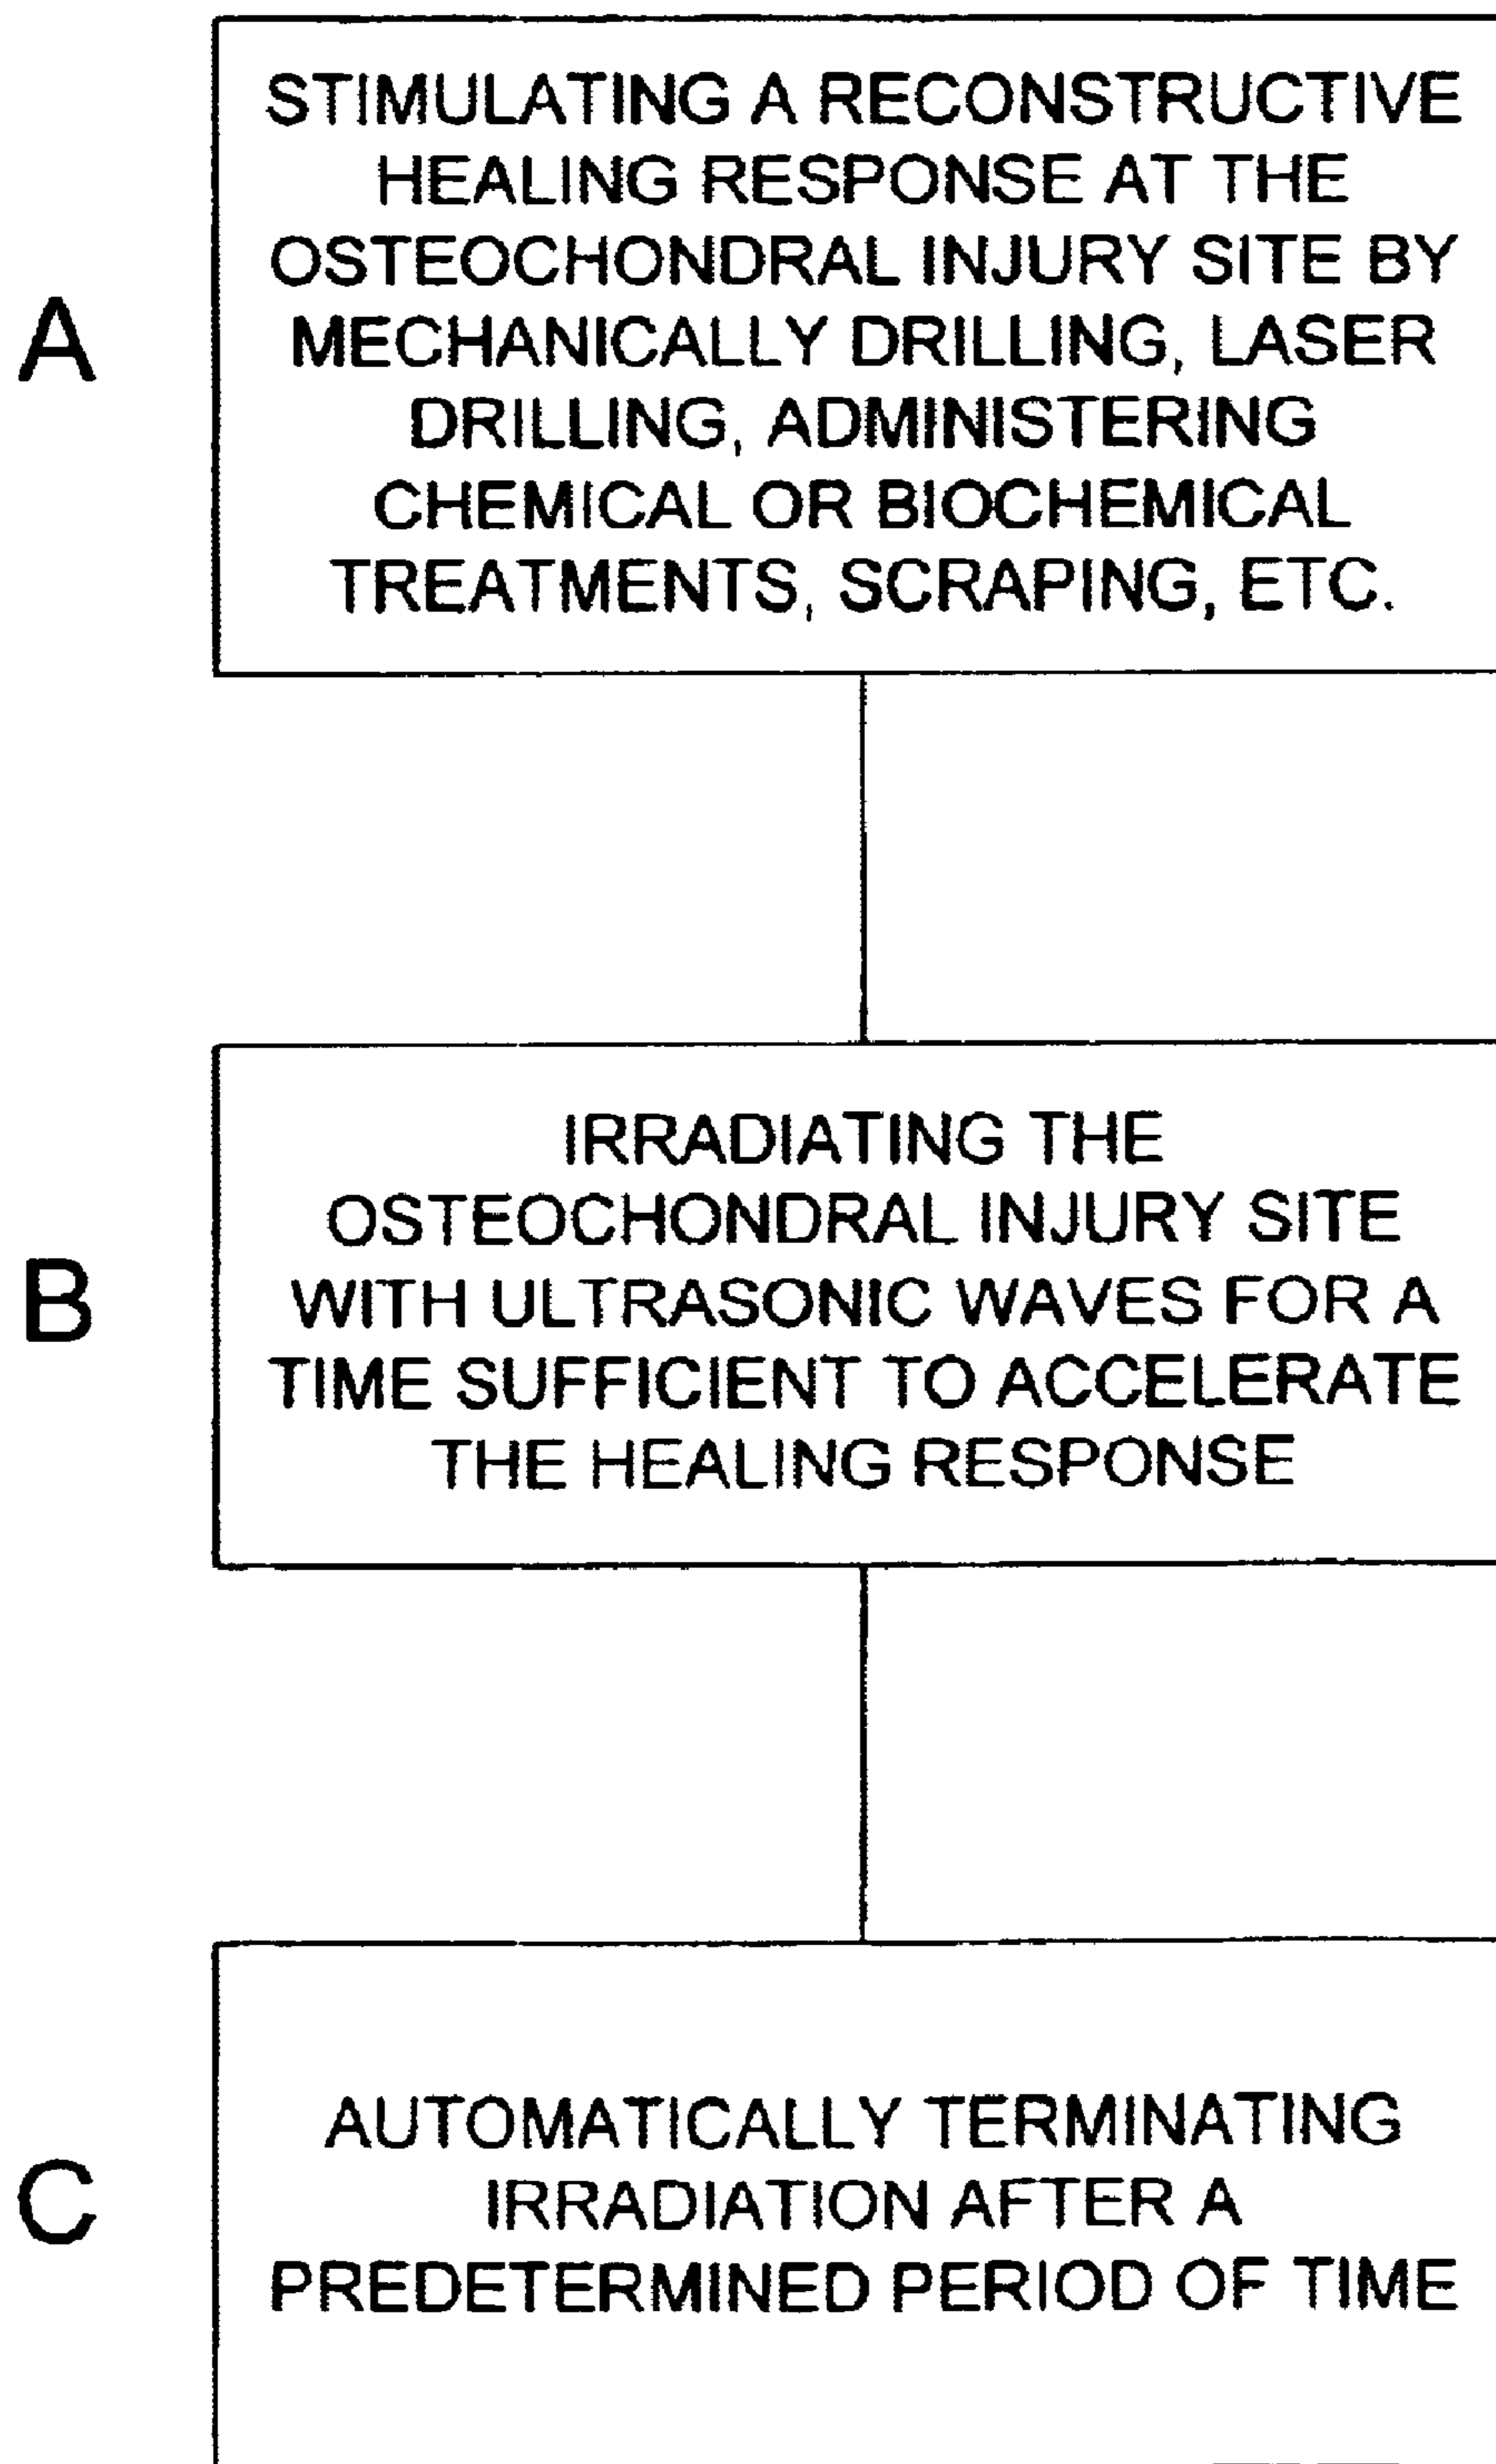 A
STIMULATING A RECONSTRUCTIVE
HEALING RESPONSE AT THE
OSTEOCHONDRAL INJURY SITE BY
MECHANICALLY DRILLING, LASER
DRILLING, ADMINISTERING
CHEMICAL OR BIOCHEMICAL
TREATMENTS, SCRAPING, ETC.
B
IRRADIATING THE
OSTEOCHONDRAL INJURY SITE
WITH ULTRASONIC WAVES FOR A
TIME SUFFICIENT TO ACCELERATE
THE HEALING RESPONSE
C
AUTOMATICALLY TERMINATING
IRRADIATION AFTER A
PREDETERMINED PERIOD OF TIME